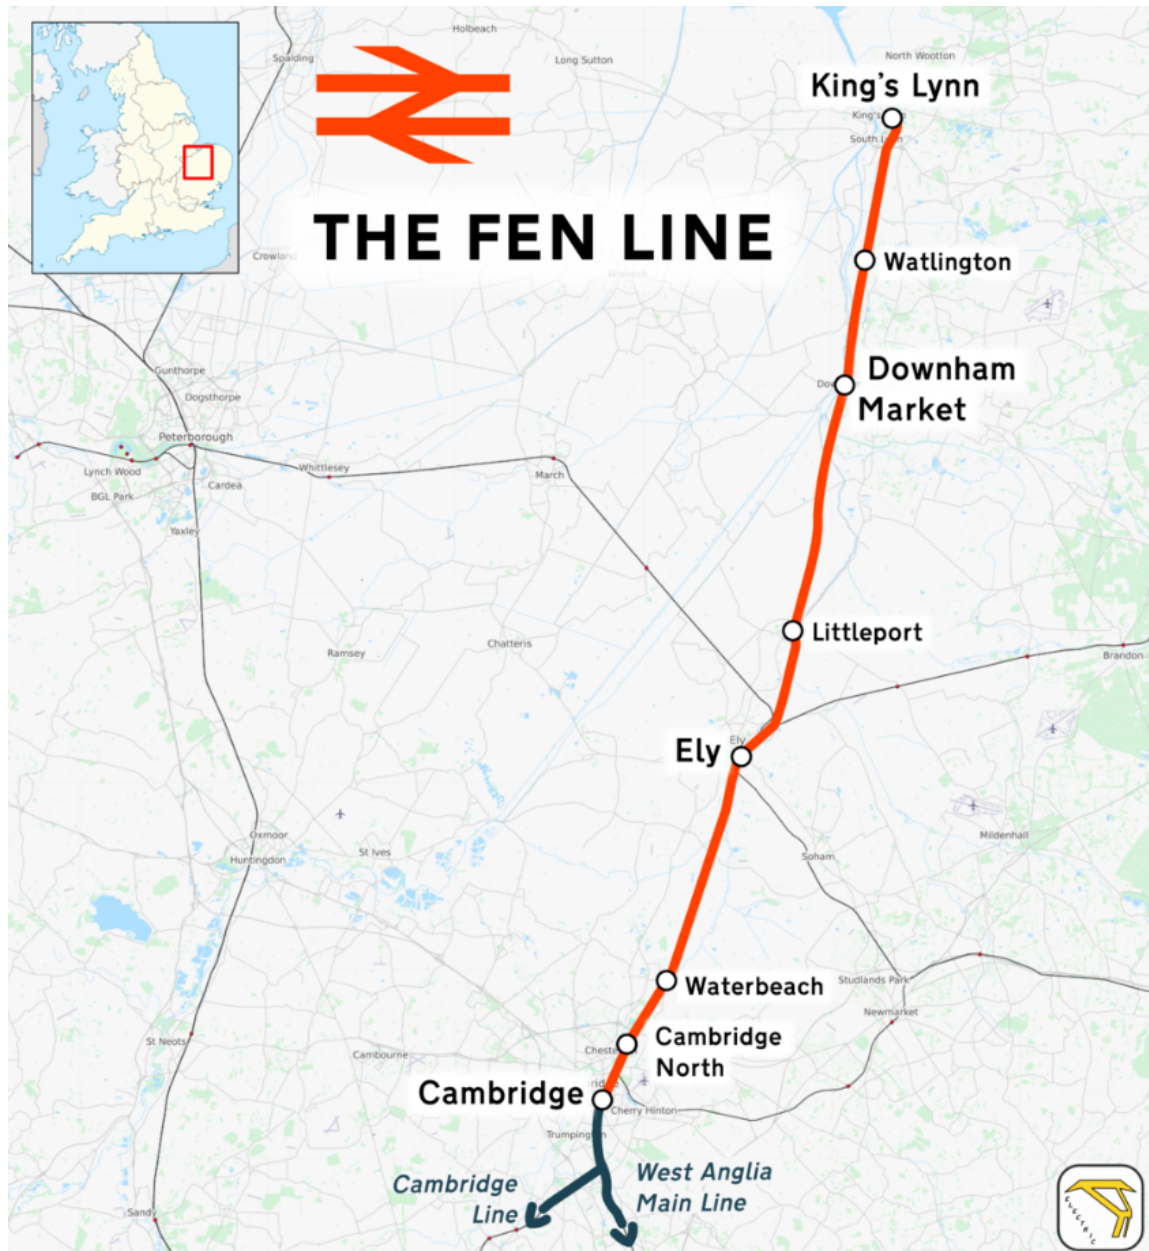 Holbeach
Spalding
Long Sutton
North Wootton
King's Lynn
THE FEN LINE
Crowland
Wisbech
Watlington
Gunthorpe
Dogsthorpe
Downham
Market
Peterborough
Lynch Wood
Whittlesey
March
Cardea
BGL Park
Yaxley
Littleport
Chatteris
Ramsey
Brandon
Ely
Ely
Oxmoor
St Ives
Huntingdon
Mildenhall
Soham
Waterbeach
Studlands Park
Newmarket
St Neots
Cambourne
Cambridge
North
Cambridge
Cherry Hinton
Trumpington
Cambridge
Line
West Anglia
Main Line
Sandy
ELECTRIC